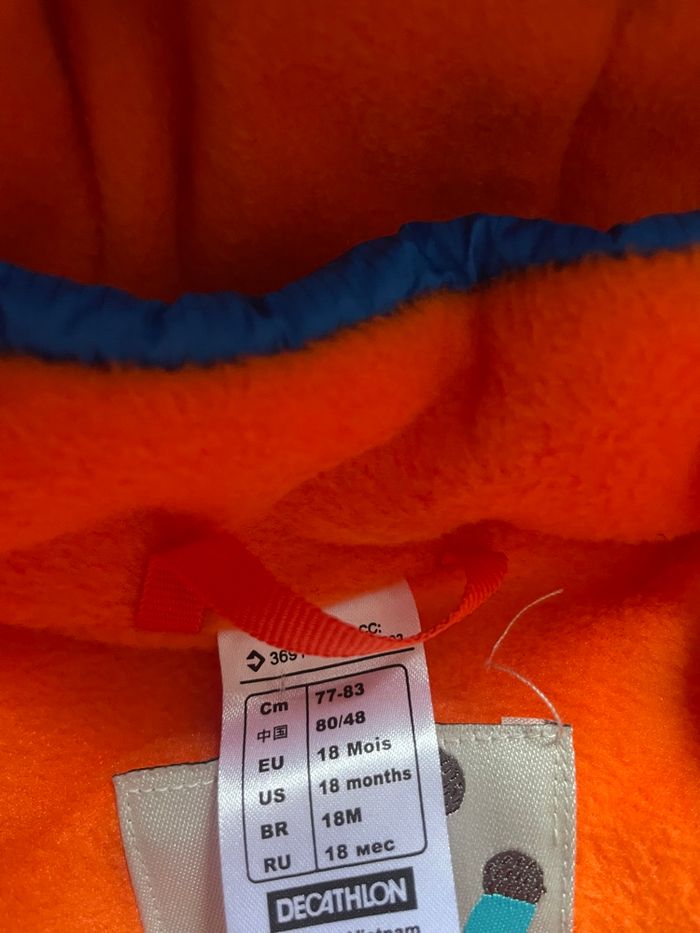 369 CC:
Cm 77-83
中国 80/48
EU 18 Mois
US 18 months
BR 18M
RU 18 мес
DECATHLON
Vietnam